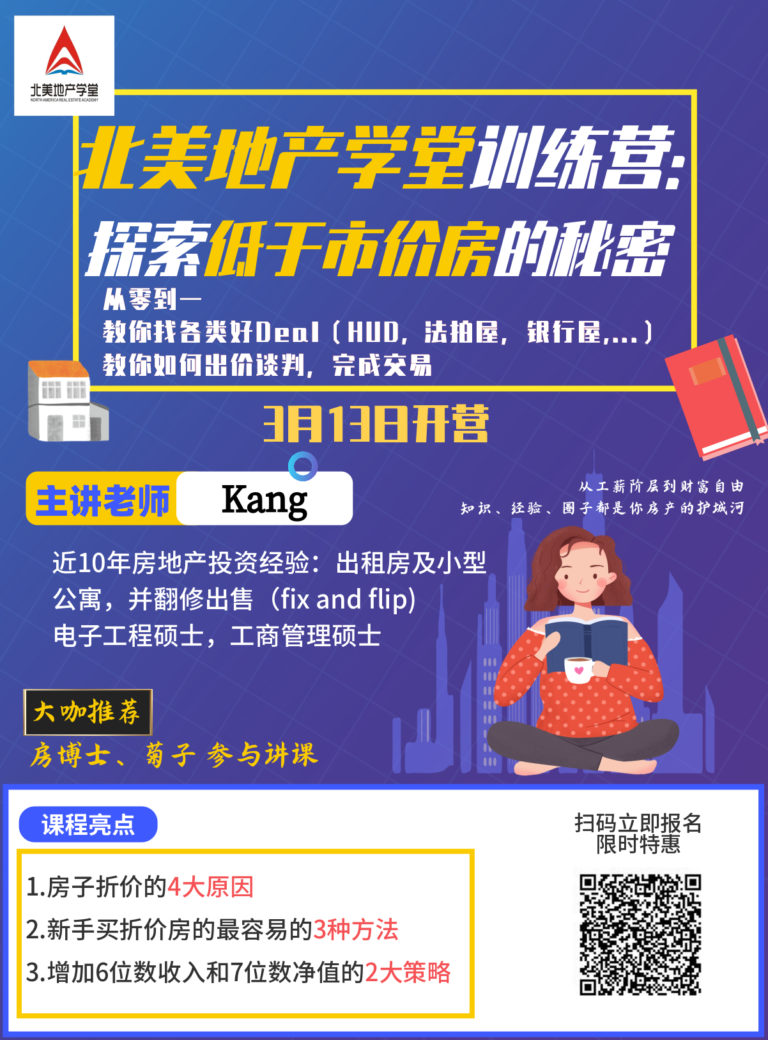 北美地产学堂
NORTH AMERICA REAL ESTATE ACADEMY
北美地产学堂训练营:
探索低于市价房的秘密
从零到一
教你找各类好Deal（HUD，法拍屋，银行屋,...）
教你如何出价谈判，完成交易
3月13日开营
主讲老师 Kang
从工薪阶层到财富自由
知识、经验、圈子都是你房产的护城河
近10年房地产投资经验：出租房及小型
公寓，并翻修出售（fix and flip)
电子工程硕士，工商管理硕士
大咖推荐
房博士、菊子 参与讲课
课程亮点
1.房子折价的4大原因
2.新手买折价房的最容易的3种方法
3.增加6位数收入和7位数净值的2大策略
扫码立即报名
限时特惠